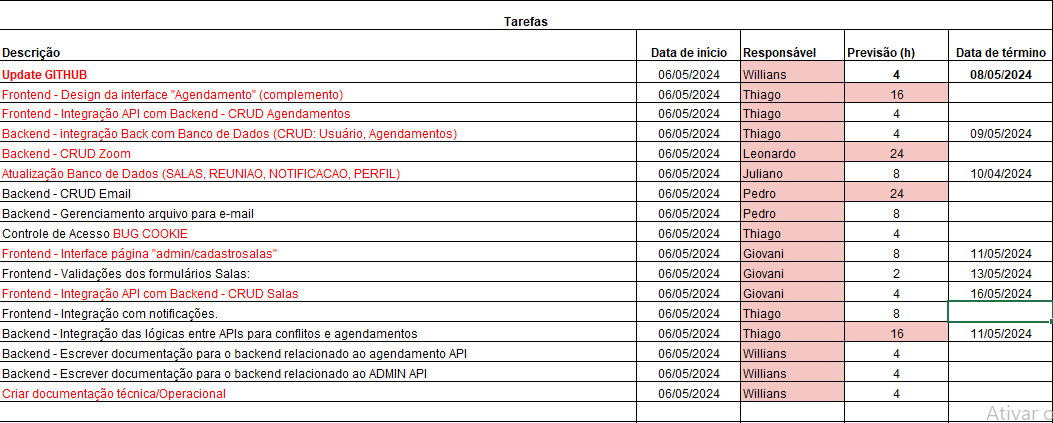 Tarefas
Descrição Data de início Responsável Previsão (h) Data de término
Update GITHUB 06/05/2024 Willians 4 08/05/2024
Frontend - Design da interface "Agendamento" (complemento) 06/05/2024 Thiago 16
Frontend - Integração API com Backend - CRUD Agendamentos 06/05/2024 Thiago 4
Backend - integração Back com Banco de Dados (CRUD: Usuário, Agendamentos) 06/05/2024 Thiago 4 09/05/2024
Backend - CRUD Zoom 06/05/2024 Leonardo 24
Atualização Banco de Dados (SALAS, REUNIAO, NOTIFICACAO, PERFIL) 06/05/2024 Juliano 8 10/04/2024
Backend - CRUD Email 06/05/2024 Pedro 24
Backend - Gerenciamento arquivo para e-mail 06/05/2024 Pedro 8
Controle de Acesso BUG COOKIE 06/05/2024 Thiago 4
Frontend - Interface página "admin/cadastrosalas" 06/05/2024 Giovani 8 11/05/2024
Frontend - Validações dos formulários Salas: 06/05/2024 Giovani 2 13/05/2024
Frontend - Integração API com Backend - CRUD Salas 06/05/2024 Giovani 4 16/05/2024
Frontend - Integração com notificações. 06/05/2024 Thiago 8
Backend - Integração das lógicas entre APIs para conflitos e agendamentos 06/05/2024 Thiago 16 11/05/2024
Backend - Escrever documentação para o backend relacionado ao agendamento API 06/05/2024 Willians 4
Backend - Escrever documentação para o backend relacionado ao ADMIN API 06/05/2024 Willians 4
Criar documentação técnica/Operacional 06/05/2024 Willians 4
Ativar